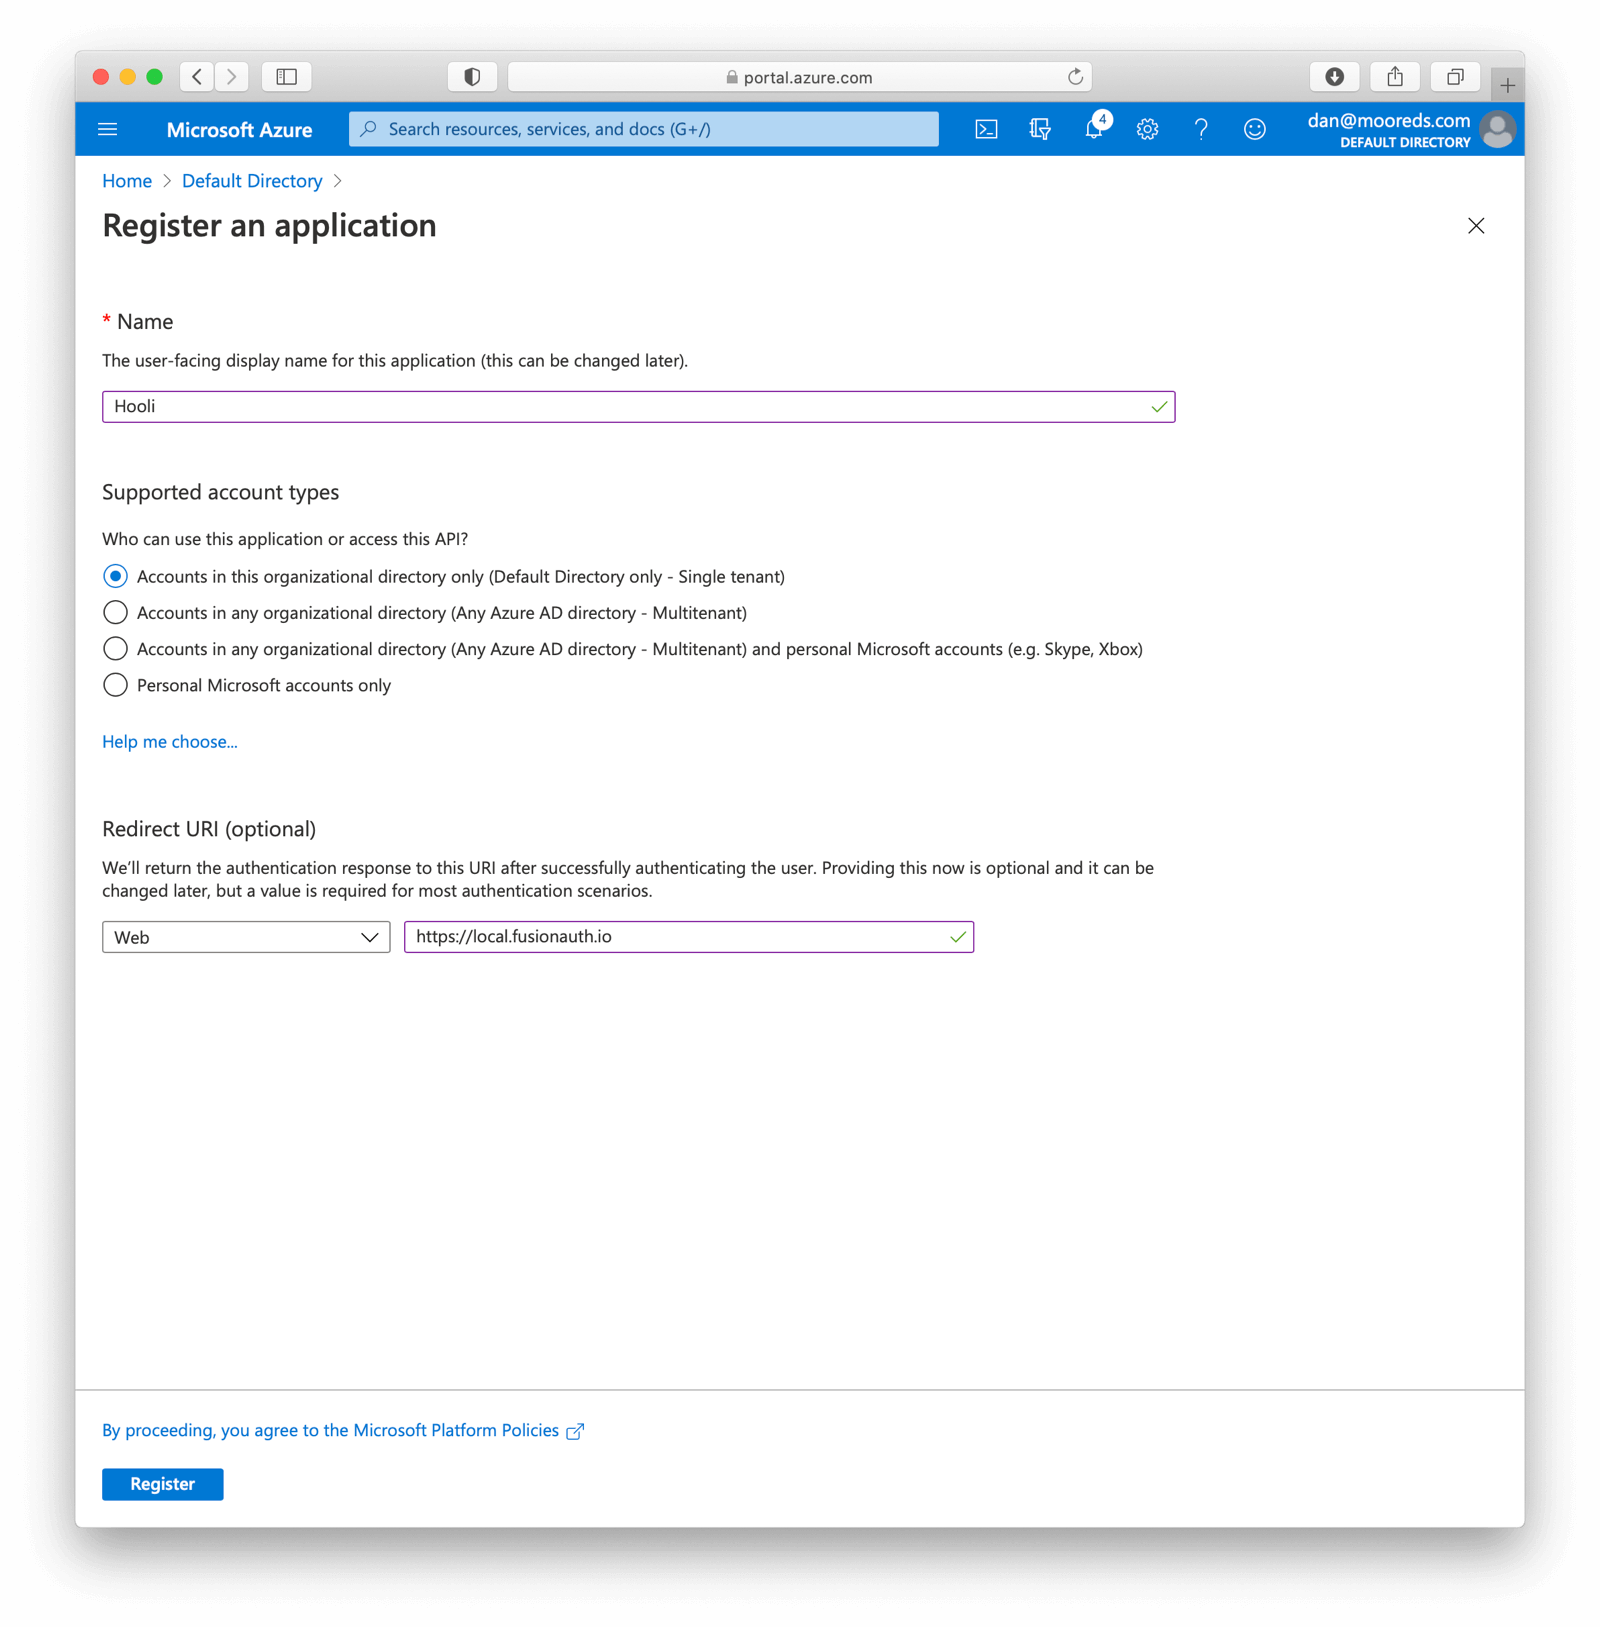 portal.azure.com
Microsoft Azure
Search resources, services, and docs (G+/)
4
dan@mooreds.com
DEFAULT DIRECTORY
Home > Default Directory >
Register an application
* Name
The user-facing display name for this application (this can be changed later).
Hooli
Supported account types
Who can use this application or access this API?
Accounts in this organizational directory only (Default Directory only - Single tenant)
Accounts in any organizational directory (Any Azure AD directory - Multitenant)
Accounts in any organizational directory (Any Azure AD directory - Multitenant) and personal Microsoft accounts (e.g. Skype, Xbox)
Personal Microsoft accounts only
Help me choose...
Redirect URI (optional)
We'll return the authentication response to this URI after successfully authenticating the user. Providing this now is optional and it can be
changed later, but a value is required for most authentication scenarios.
Web
https://local.fusionauth.io
By proceeding, you agree to the Microsoft Platform Policies
Register